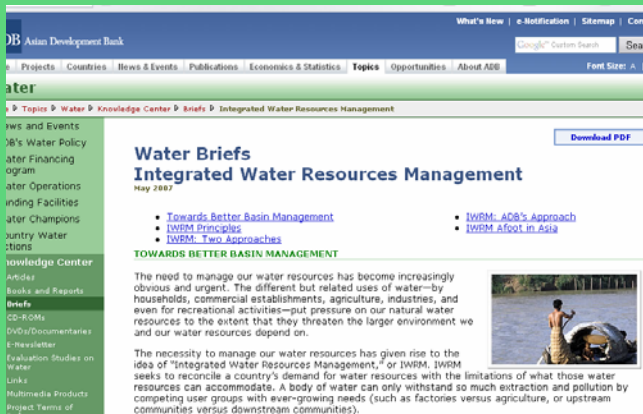 What's New | e-Notification | Sitemap | Con
DB Asian Development Bank
Google™ Custom Search Sea
e Projects Countries News & Events Publications Economics & Statistics Topics Opportunities About ADB Font Size: A
ater
e Topics Water Knowledge Center Briefs Integrated Water Resources Management
ews and Events
DB's Water Policy
ater Financing
ogram
ater Operations
nding Facilities
ater Champions
ountry Water
ctions
nowledge Center
Articles
Books and Reports
Briefs
CD-ROMs
DVDs/Documentaries
E-Newsletter
Evaluation Studies on
Water
Links
Multimedia Products
Project Terms of
Download PDF
Water Briefs
Integrated Water Resources Management
May 2007
Towards Better Basin Management
IWRM Principles
IWRM: Two Approaches
IWRM: ADB's Approach
IWRM Afoot in Asia
TOWARDS BETTER BASIN MANAGEMENT
The need to manage our water resources has become increasingly
obvious and urgent. The different but related uses of water—by
households, commercial establishments, agriculture, industries, and
even for recreational activities—put pressure on our natural water
resources to the extent that they threaten the larger environment we
and our water resources depend on.
The necessity to manage our water resources has given rise to the
idea of "Integrated Water Resources Management," or IWRM. IWRM
seeks to reconcile a country's demand for water resources with the limitations of what those water
resources can accommodate. A body of water can only withstand so much extraction and pollution by
competing user groups with ever-growing needs (such as factories versus agriculture, or upstream
communities versus downstream communities).